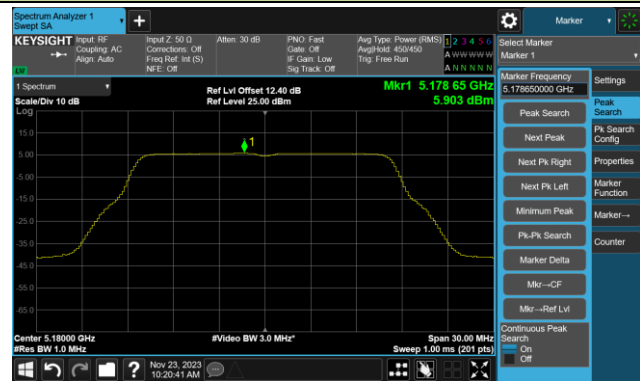 Spectrum Analyzer 1
Swept SA
Marker
KEYSIGHT
Input: RF
Coupling: AC
Align: Auto
Input Z: 50 Ω
Corrections: Off
Freq Ref: Int (S)
NFE: Off
Atten: 30 dB
PNO: Fast
Gate: Off
IF Gain: Low
Sig Track: Off
Avg Type: Power (RMS)
Avg|Hold: 450/450
Trig: Free Run
1 2 3 4 5 6
A W W W W W
A N N N N N
Select Marker
Marker 1
1 Spectrum
Scale/Div 10 dB
Log
Ref Lvl Offset 12.40 dB
Ref Level 25.00 dBm
Mkr1 5.178 65 GHz
5.903 dBm
15.0
5.00
-5.00
-15.0
-25.0
-35.0
-45.0
-55.0
-65.0
1
Center 5.18000 GHz
#Res BW 1.0 MHz
#Video BW 3.0 MHz*
Span 30.00 MHz
Sweep 1.00 ms (201 pts)
Marker Frequency
5.178650000 GHz
Peak Search
Next Peak
Next Pk Right
Next Pk Left
Minimum Peak
Pk-Pk Search
Marker Delta
Mkr→CF
Mkr→Ref Lvl
Continuous Peak
Search
On
Off
Settings
Peak
Search
Pk Search
Config
Properties
Marker
Function
Marker→
Counter
Nov 23, 2023
10:20:41 AM